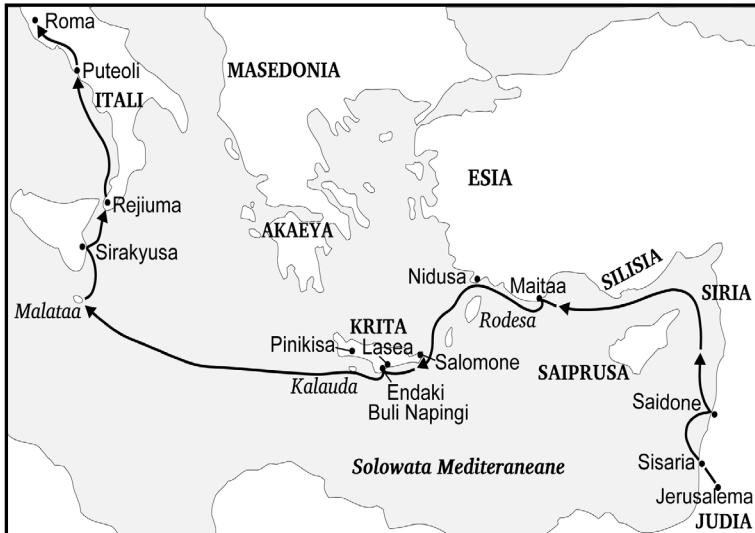 Roma
Puteoli
ITALI
MASEDONIA
ESIA
Rejiuma
AKAEYA
Sirakyusa
Malataa
Nidusa
Maitaa
SILISIA
SIRIA
Rodesa
KRITA
Pinikisa
Lasea
Salomone
SAIPRUSA
Kalauda
Endaki
Buli Napingi
Saidone
Solowata Mediteraneane
Sisaria
Jerusalema
JUDIA